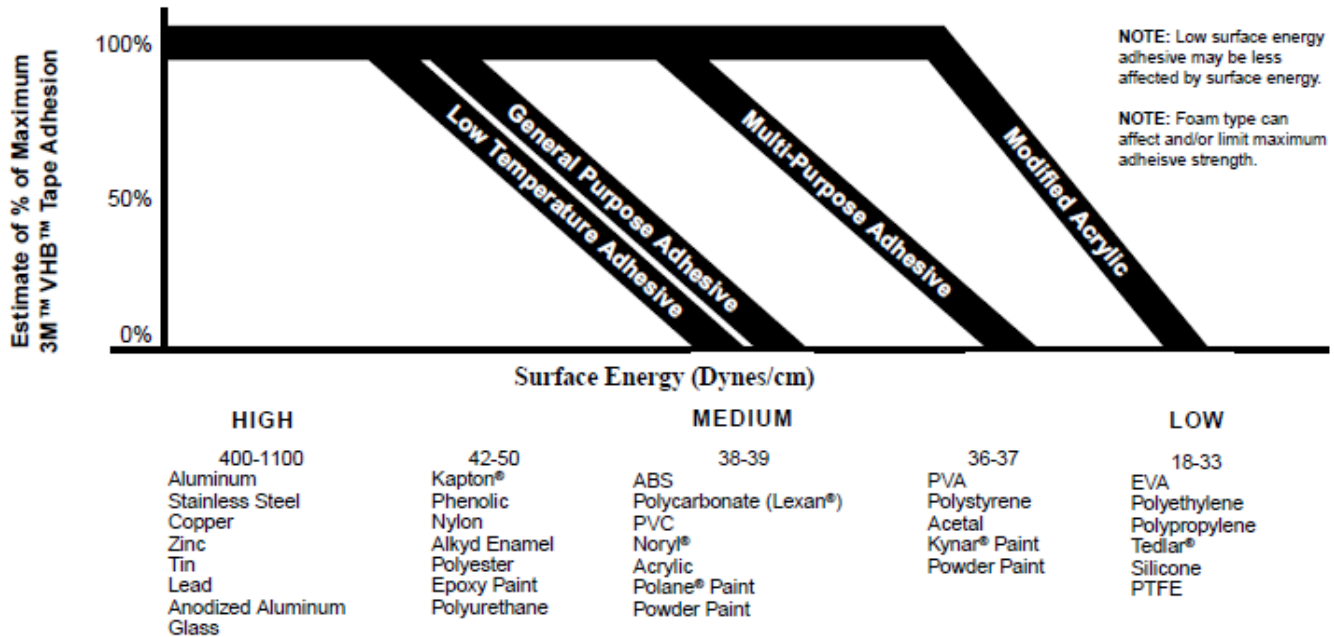 Estimate of % of Maximum
3M™ VHB™ Tape Adhesion
100%
50%
0%
Low Temperature Adhesive
General Purpose Adhesive
Multi-Purpose Adhesive
Modified Acrylic
NOTE: Low surface energy
adhesive may be less
affected by surface energy.
NOTE: Foam type can
affect and/or limit maximum
adheisve strength.
Surface Energy (Dynes/cm)
HIGH
400-1100
Aluminum
Stainless Steel
Copper
Zinc
Tin
Lead
Anodized Aluminum
Glass
42-50
Kapton®
Phenolic
Nylon
Alkyd Enamel
Polyester
Epoxy Paint
Polyurethane
MEDIUM
38-39
ABS
Polycarbonate (Lexan®)
PVC
Noryl®
Acrylic
Polane® Paint
Powder Paint
36-37
PVA
Polystyrene
Acetal
Kynar® Paint
Powder Paint
LOW
18-33
EVA
Polyethylene
Polypropylene
Tedlar®
Silicone
PTFE